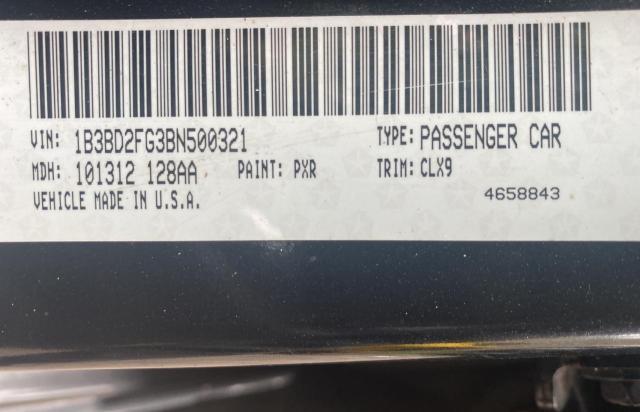 VIN: 1B3BD2FG3BN500321 TYPE: PASSENGER CAR
MDH: 101312 128AA PAINT: PXR TRIM: CLX9
VEHICLE MADE IN U.S.A. 4658843